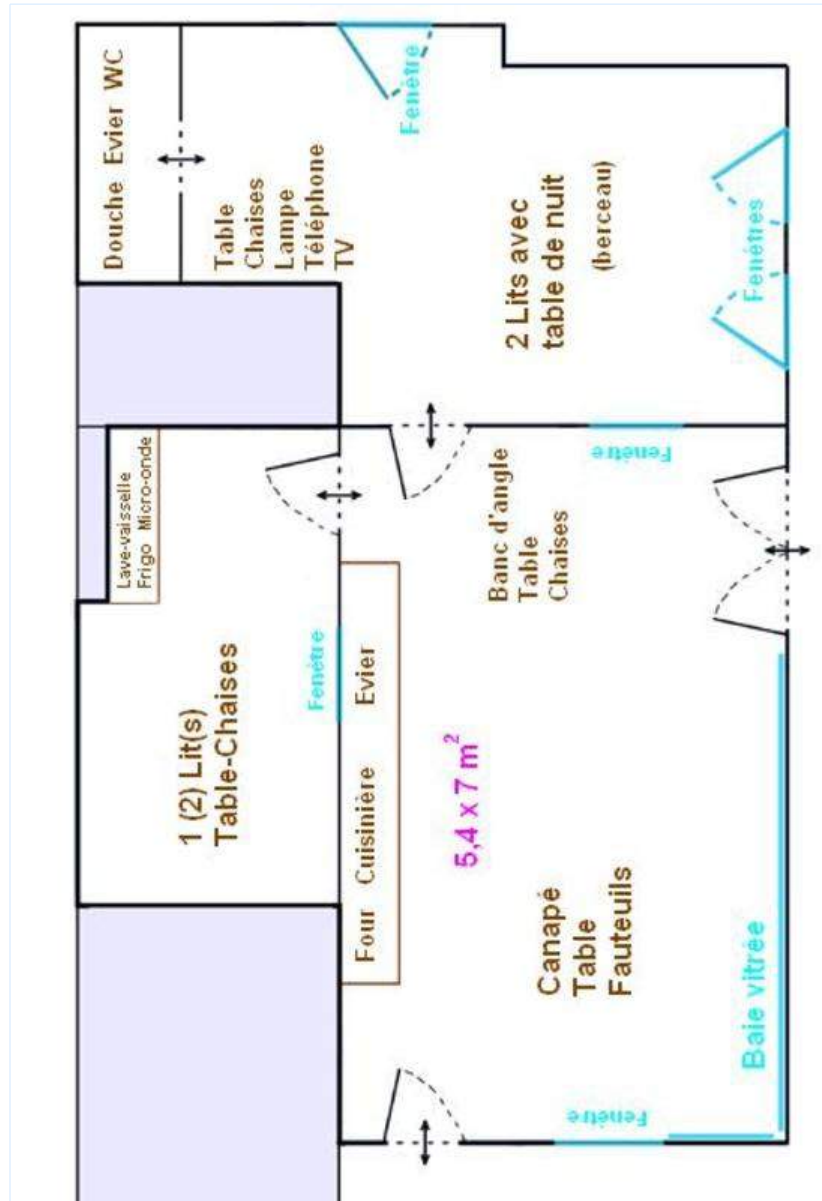 Douche Evier WC
Table
Chaises
Lampe
Téléphone
TV
Fenêtre
2 Lits avec
table de nuit
(berceau)
Fenêtres
Lave-vaisselle
Frigo Micro-onde
1 (2) Lit(s)
Table-Chaises
Fenêtre
Four Cuisinière Evier
Banc d'angle
Table
Chaises
Fenêtre
5,4 x 7 m²
Canapé
Table
Fauteuils
Baie vitrée
Fenêtre